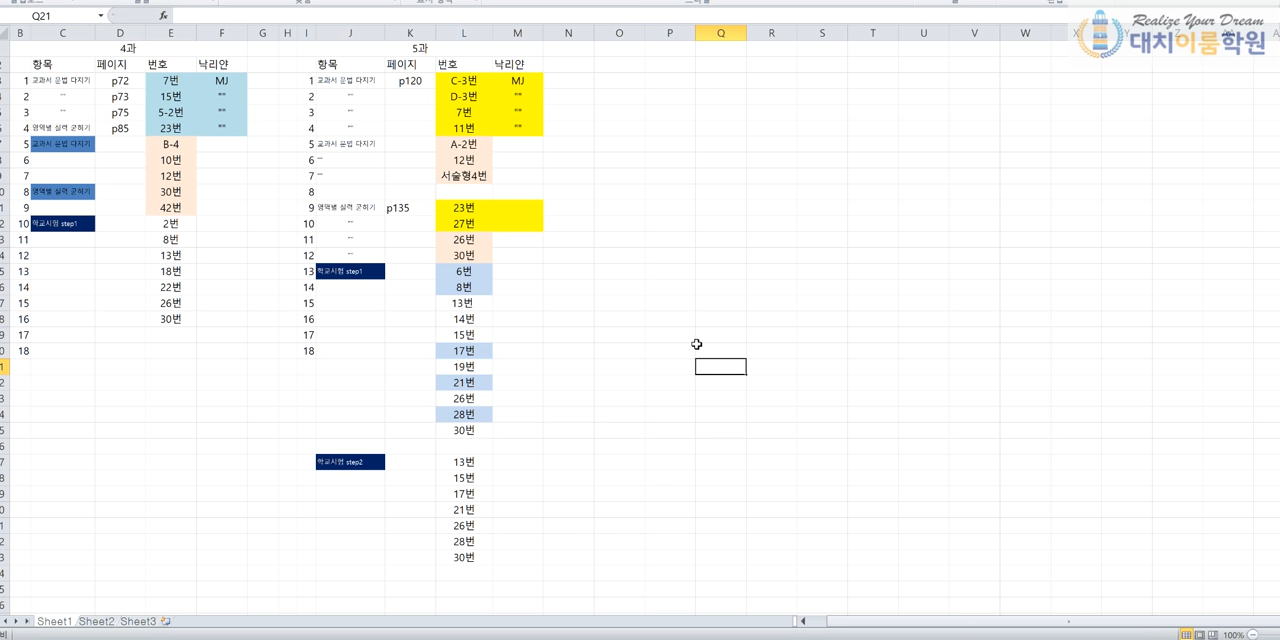 Q21 fx
Realize Your Dream
대치이룸학원
B C D E F G H I J K L M N O P Q R S T U V W
4과 5과
항목 페이지 번호 낙리얀 항목 페이지 번호 낙리얀
1 교과서 문법 다지기 p72 7번 MJ 1 교과서 문법 다지기 p120 C-3번 MJ
2 "" p73 15번 "" 2 "" D-3번 ""
3 "" p75 5-2번 "" 3 "" 7번 ""
4 영역별 실력 굳히기 p85 23번 "" 4 "" 11번 ""
5 교과서 문법 다지기 B-4 5 교과서 문법 다지기 A-2번
6 10번 6 "" 12번
7 12번 7 "" 서술형4번
8 영역별 실력 굳히기 30번 8
9 42번 9 영역별 실력 굳히기 p135 23번
10 학교시험 step1 2번 10 "" 27번
11 8번 11 "" 26번
12 13번 12 "" 30번
13 18번 13 학교시험 step1 6번
14 22번 14 8번
15 26번 15 13번
16 30번 16 14번
17 17 15번
18 18 17번
19번
21번
26번
28번
30번
학교시험 step2 13번
15번
17번
21번
26번
28번
30번
Sheet1 Sheet2 Sheet3
100%